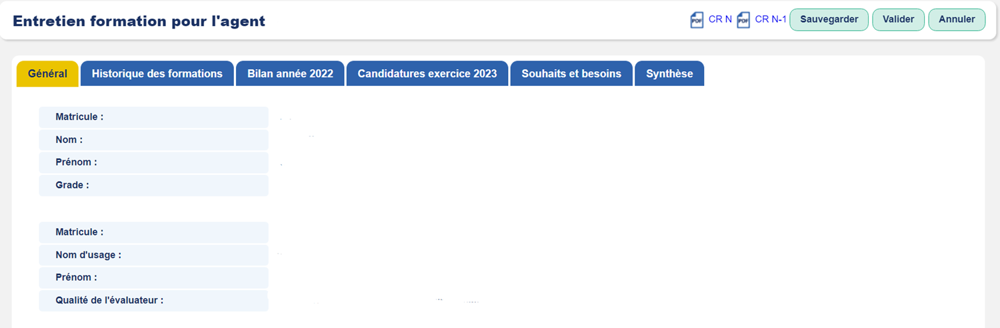 Entretien formation pour l'agent
PDF CR N PDF CR N-1 Sauvegarder Valider Annuler
Général Historique des formations Bilan année 2022 Candidatures exercice 2023 Souhaits et besoins Synthèse
Matricule :
Nom :
Prénom :
Grade :
Matricule :
Nom d'usage :
Prénom :
Qualité de l'évaluateur :